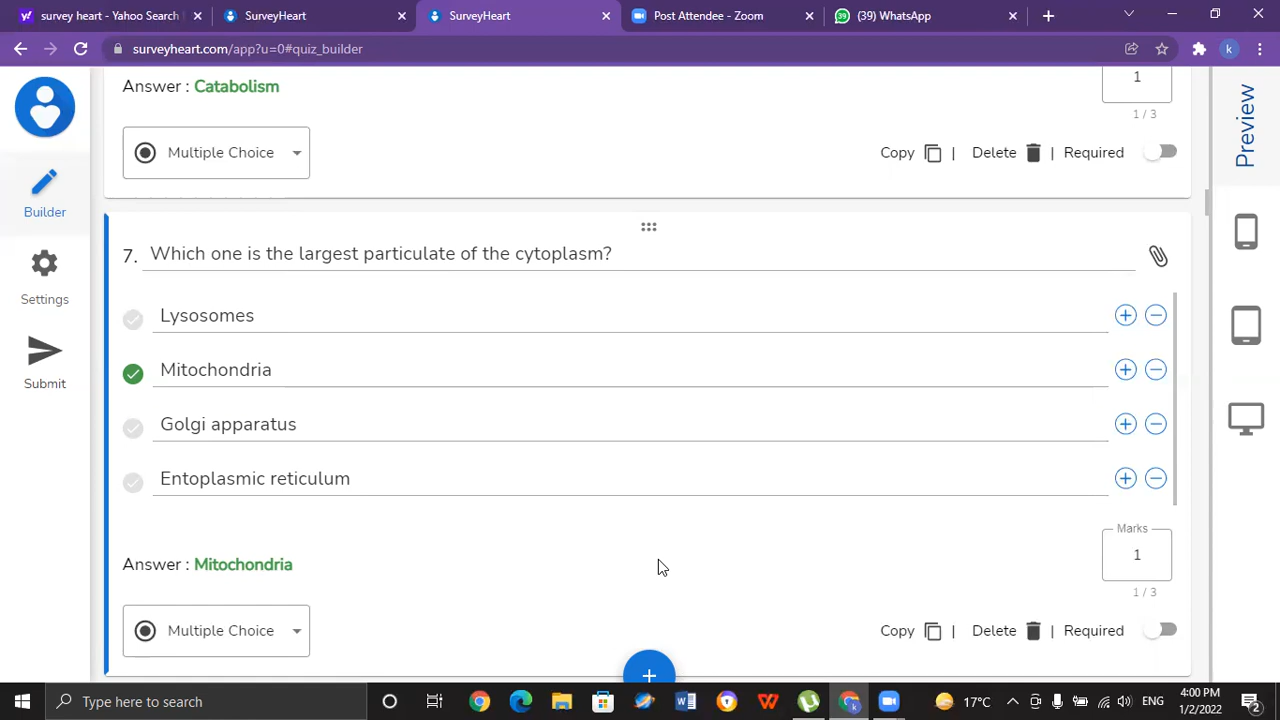 survey heart - Yahoo Search
SurveyHeart
SurveyHeart
Post Attendee - Zoom
(39) WhatsApp
surveyheart.com/app?u=0#quiz_builder
k
Answer : Catabolism
1
1 / 3
Multiple Choice
Copy | Delete | Required
Preview
Builder
Settings
Submit
7. Which one is the largest particulate of the cytoplasm?
Lysosomes
Mitochondria
Golgi apparatus
Entoplasmic reticulum
Marks
1
1 / 3
Answer : Mitochondria
Multiple Choice
Copy | Delete | Required
Type here to search
17°C
ENG
4:00 PM
1/2/2022
2